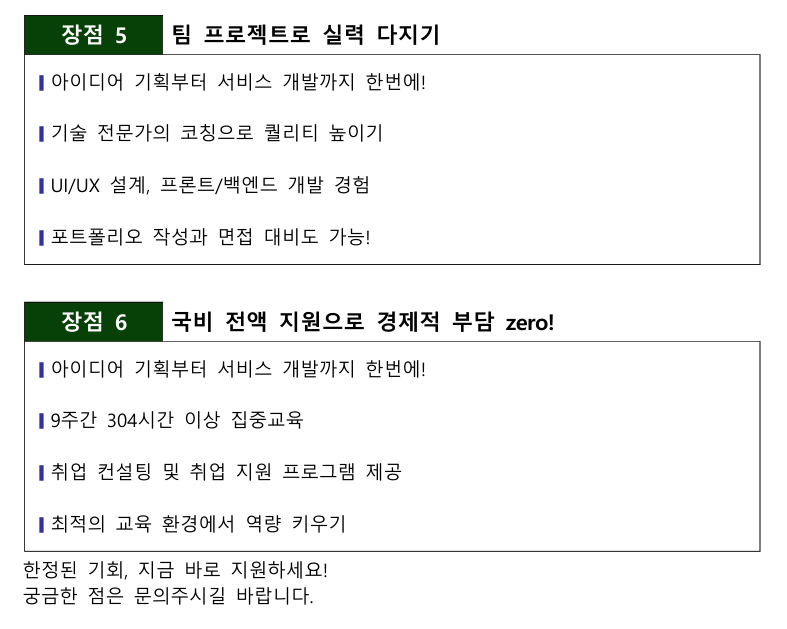 장점 5 팀 프로젝트로 실력 다지기
아이디어 기획부터 서비스 개발까지 한번에!
기술 전문가의 코칭으로 퀄리티 높이기
UI/UX 설계, 프론트/백엔드 개발 경험
포트폴리오 작성과 면접 대비도 가능!
장점 6 국비 전액 지원으로 경제적 부담 zero!
아이디어 기획부터 서비스 개발까지 한번에!
9주간 304시간 이상 집중교육
취업 컨설팅 및 취업 지원 프로그램 제공
최적의 교육 환경에서 역량 키우기
한정된 기회, 지금 바로 지원하세요!
궁금한 점은 문의주시길 바랍니다.